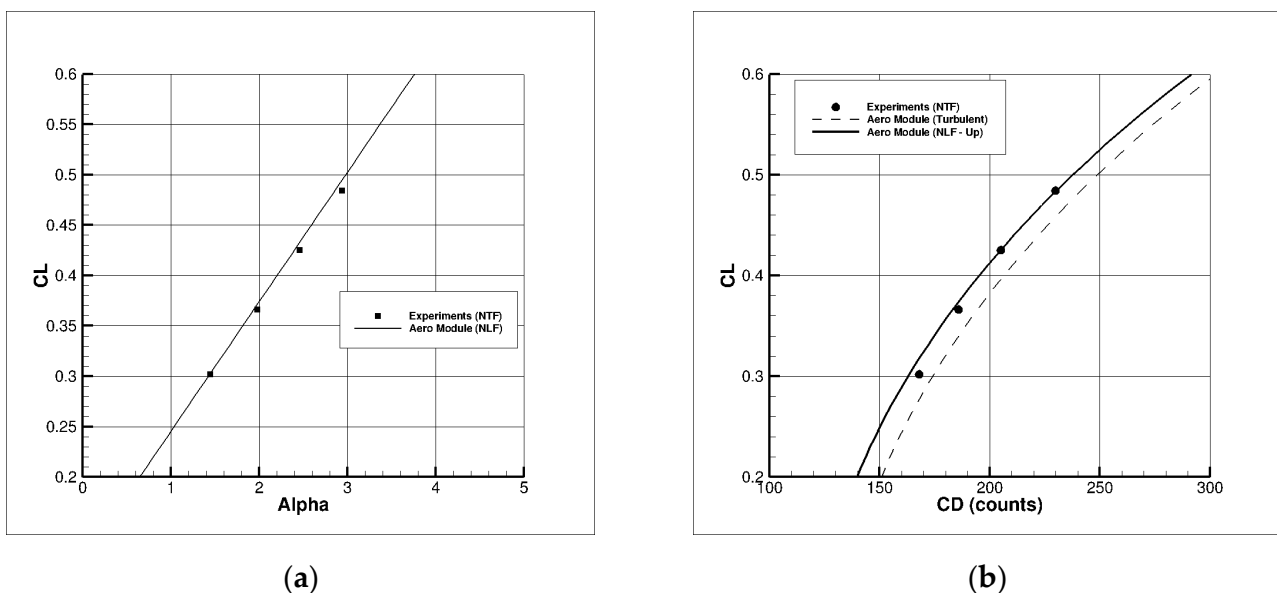 0.6
0.55
0.5
0.45
0.4
0.35
0.3
0.25
0.2
CL
0 1 2 3 4 5
Alpha
Experiments (NTF)
Aero Module (NLF)
(a)
0.6
0.5
0.4
0.3
0.2
CL
100 150 200 250 300
CD (counts)
Experiments (NTF)
Aero Module (Turbulent)
Aero Module (NLF - Up)
(b)